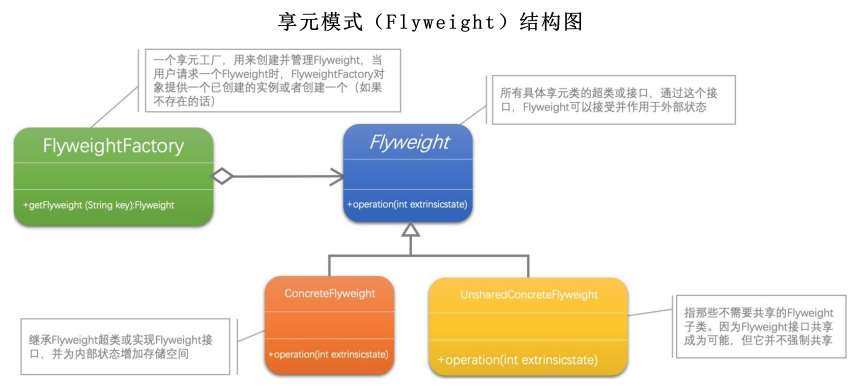 享元模式（Flyweight）结构图
一个享元工厂，用来创建并管理Flyweight，当
用户请求一个Flyweight时，FlyweightFactory对
象提供一个已创建的实例或者创建一个（如果
不存在的话）
所有具体享元类的超类或接口，通过这个接
口，Flyweight可以接受并作用于外部状态
FlyweightFactory
+getFlyweight (String key):Flyweight
Flyweight
+operation(int extrinsicstate)
ConcreteFlyweight
+operation(int extrinsicstate)
UnsharedConcreteFlyweight
+operation(int extrinsicstate)
继承Flyweight超类或实现Flyweight接
口，并为内部状态增加存储空间
指那些不需要共享的Flyweight
子类。因为Flyweight接口共享
成为可能，但它并不强制共享